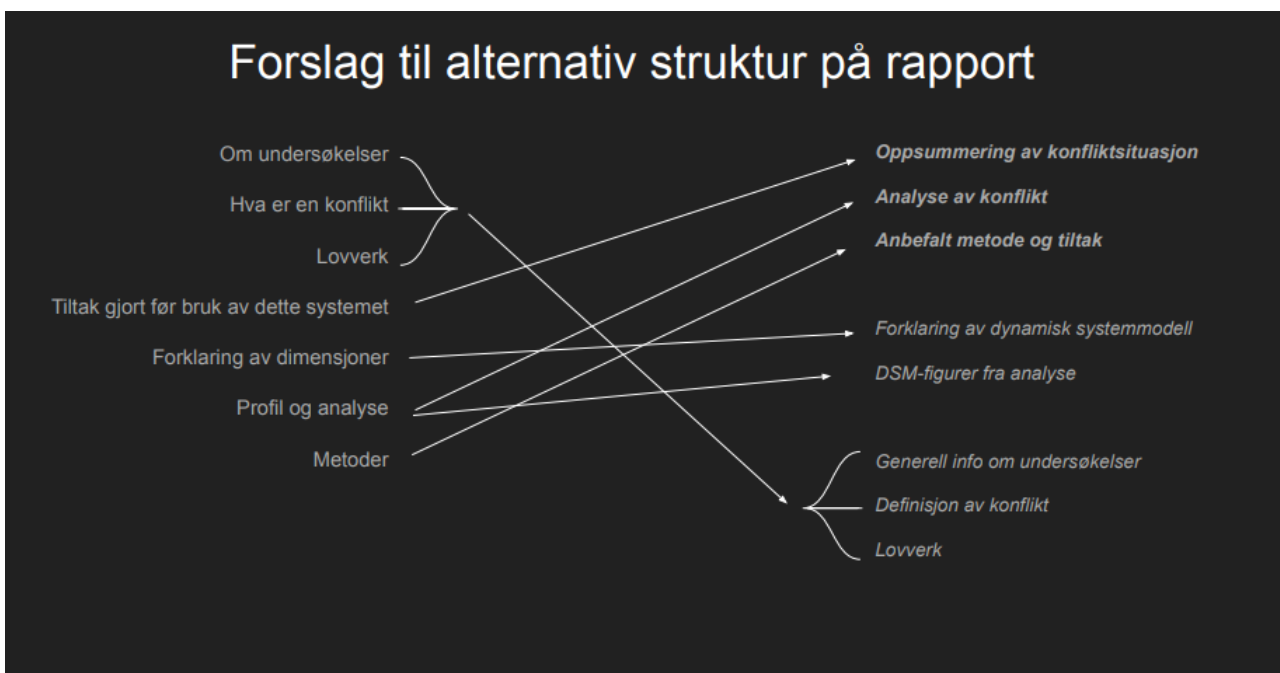 Forslag til alternativ struktur på rapport
Om undersøkelser
Hva er en konflikt
Lovverk
Tiltak gjort før bruk av dette systemet
Forklaring av dimensjoner
Profil og analyse
Metoder
Oppsummering av konfliktsituasjon
Analyse av konflikt
Anbefalt metode og tiltak
Forklaring av dynamisk systemmodell
DSM-figurer fra analyse
Generell info om undersøkelser
Definisjon av konflikt
Lovverk